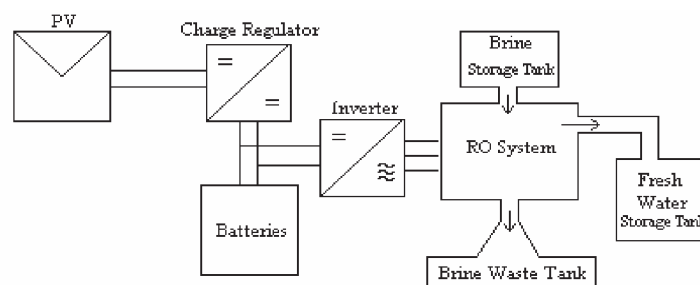 PV
Charge Regulator
Brine
Storage Tank
Inverter
RO System
Fresh
Water
Storage Tank
Batteries
Brine Waste Tank